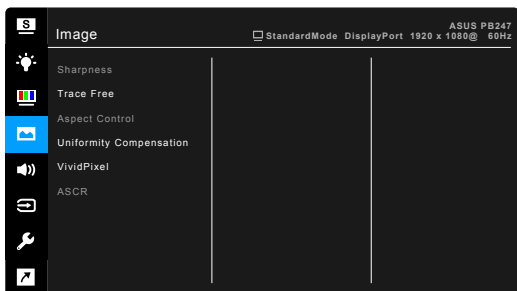 S
Image
ASUS PB247
StandardMode DisplayPort 1920 x 1080@ 60Hz
Sharpness
Trace Free
Aspect Control
Uniformity Compensation
VividPixel
ASCR